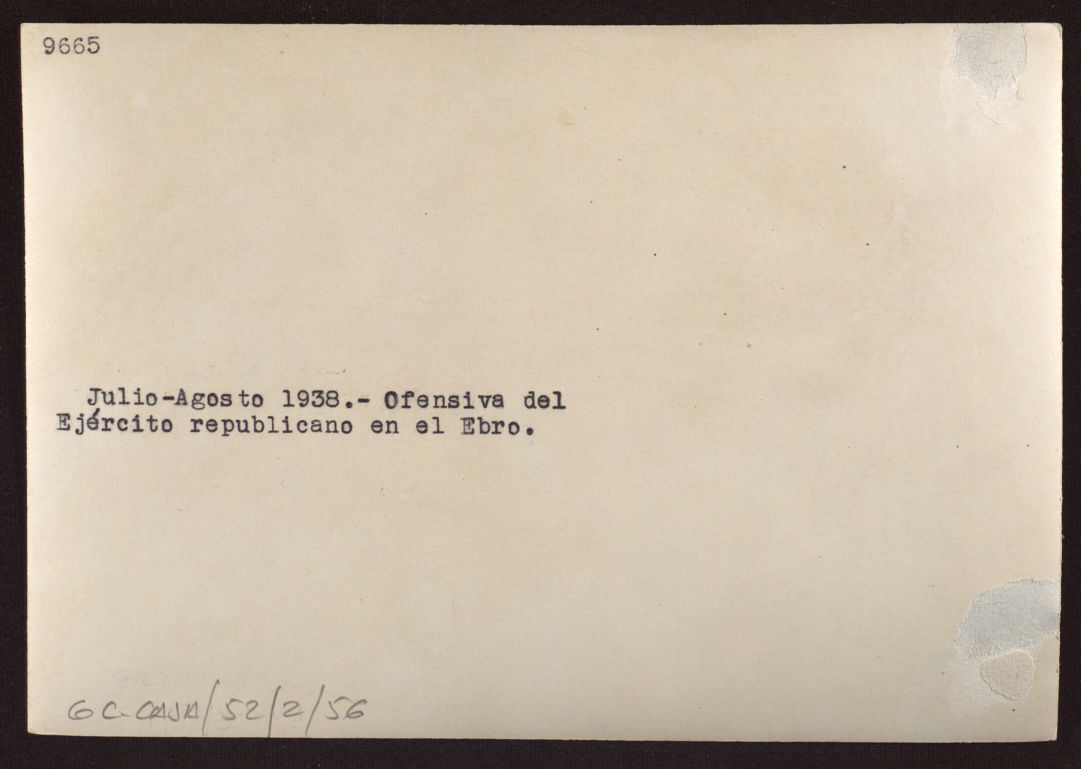 9665
Julio-Agosto 1938.- Ofensiva del
Ejército republicano en el Ebro.
GC-CAJA/52/2/56